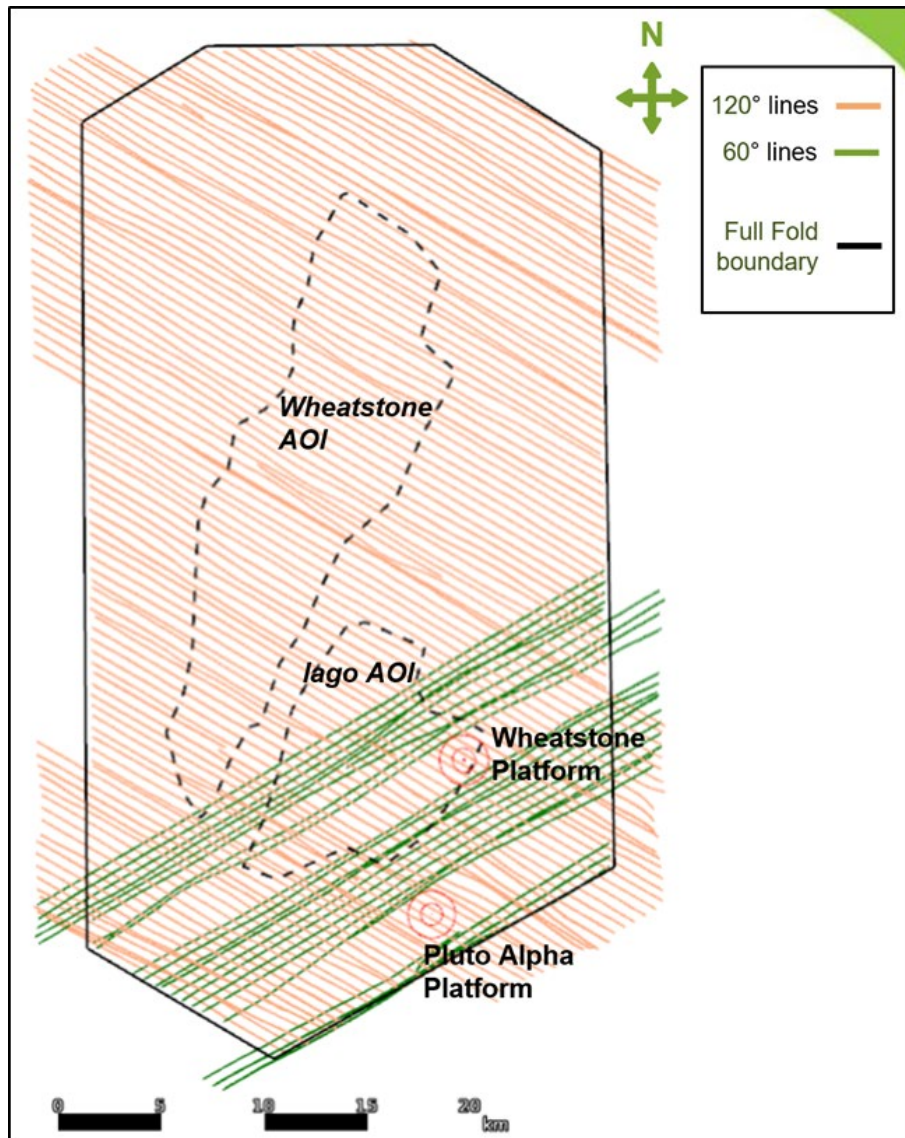 N
120° lines
60° lines
Full Fold
boundary
Wheatstone
AOI
Iago AOI
Wheatstone
Platform
Pluto Alpha
Platform
0 5 10 15 20
km